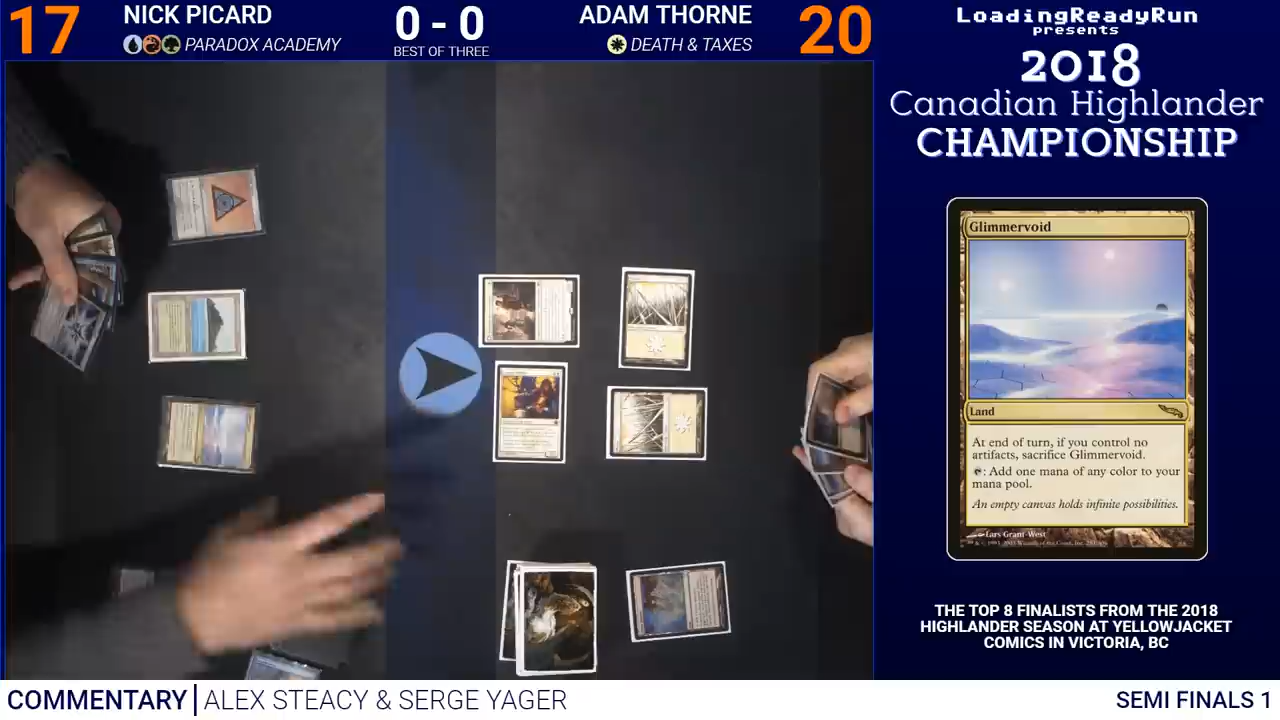 17
NICK PICARD
PARADOX ACADEMY
0 - 0
BEST OF THREE
ADAM THORNE
DEATH & TAXES
20
LoadingReadyRun
presents
2018
Canadian Highlander
CHAMPIONSHIP
Glimmervoid
Land
At end of turn, if you control no
artifacts, sacrifice Glimmervoid.
: Add one mana of any color to your
mana pool.
An empty canvas holds infinite possibilities.
Lars Grant-West
THE TOP 8 FINALISTS FROM THE 2018
HIGHLANDER SEASON AT YELLOWJACKET
COMICS IN VICTORIA, BC
COMMENTARY | ALEX STEACY & SERGE YAGER
SEMI FINALS 1